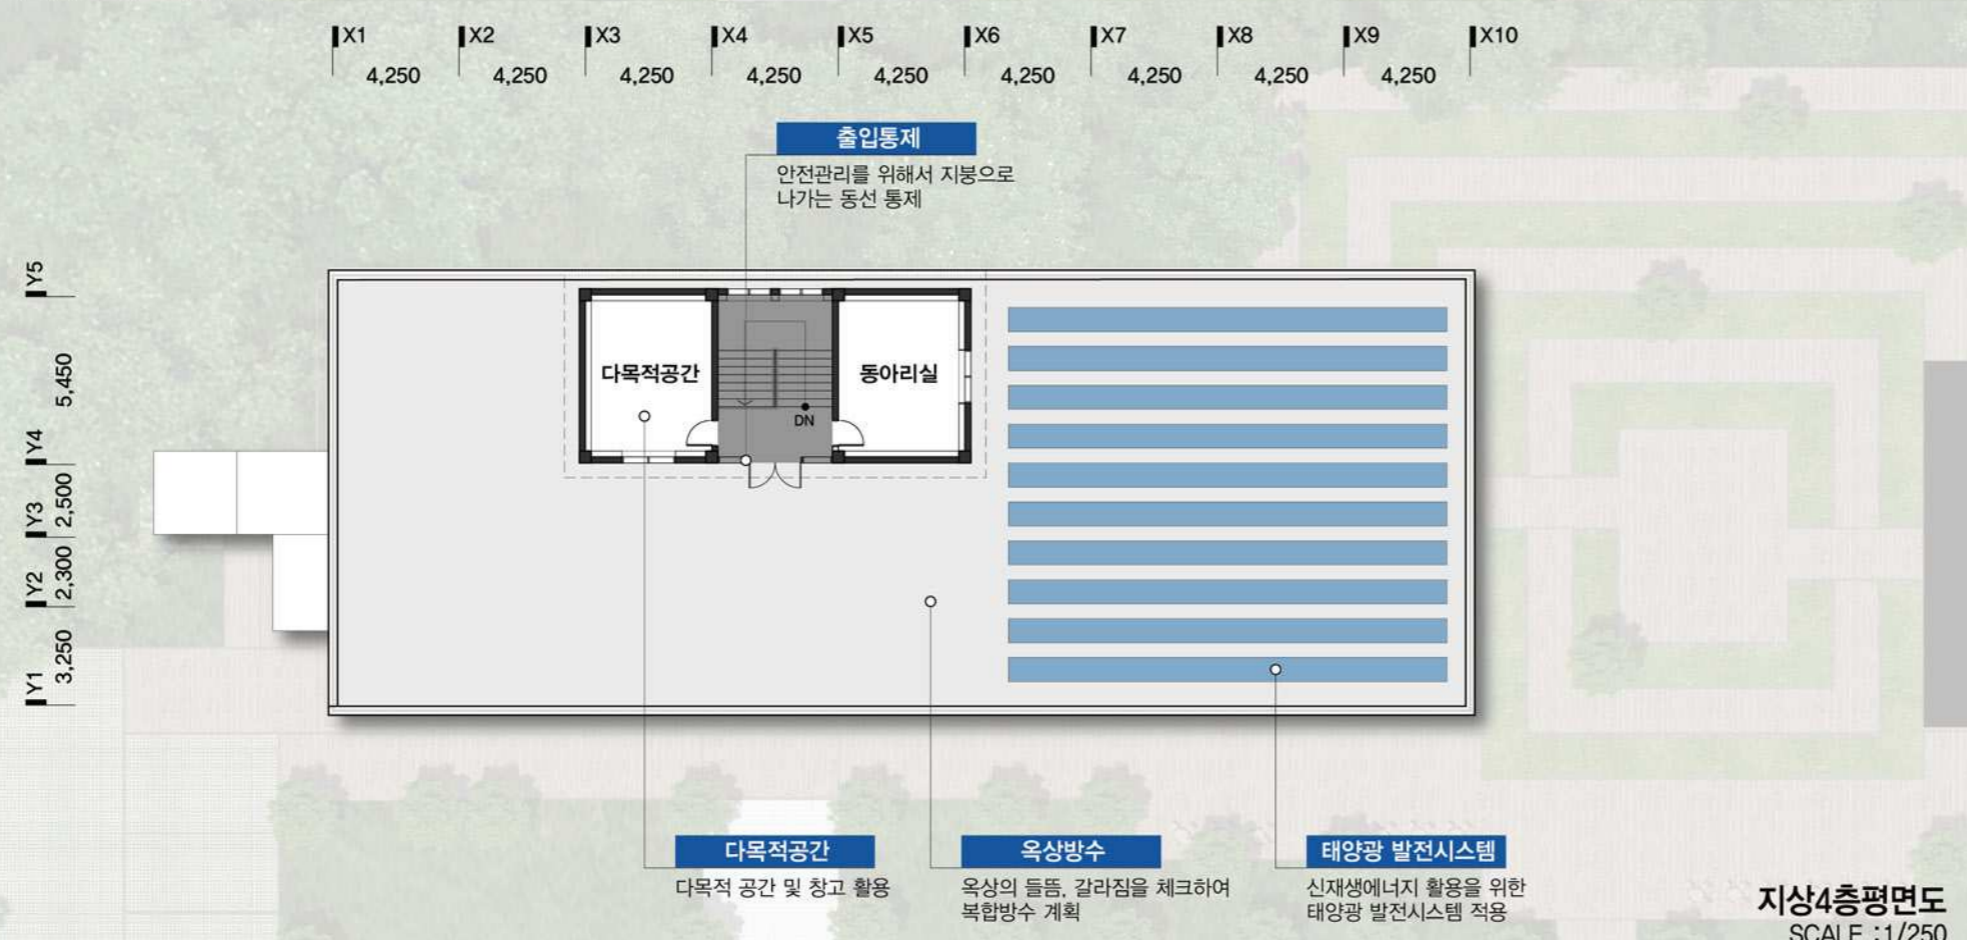 X1 X2 X3 X4 X5 X6 X7 X8 X9 X10
4,250 4,250 4,250 4,250 4,250 4,250 4,250 4,250 4,250
출입통제
안전관리를 위해서 지붕으로
나가는 동선 통제
Y5
5,450
Y4
2,500
Y3
2,300
Y2
3,250
Y1
다목적공간
동아리실
DN
다목적공간
다목적 공간 및 창고 활용
옥상방수
옥상의 들뜸, 갈라짐을 체크하여
복합방수 계획
태양광 발전시스템
신재생에너지 활용을 위한
태양광 발전시스템 적용
지상4층평면도
SCALE :1/250